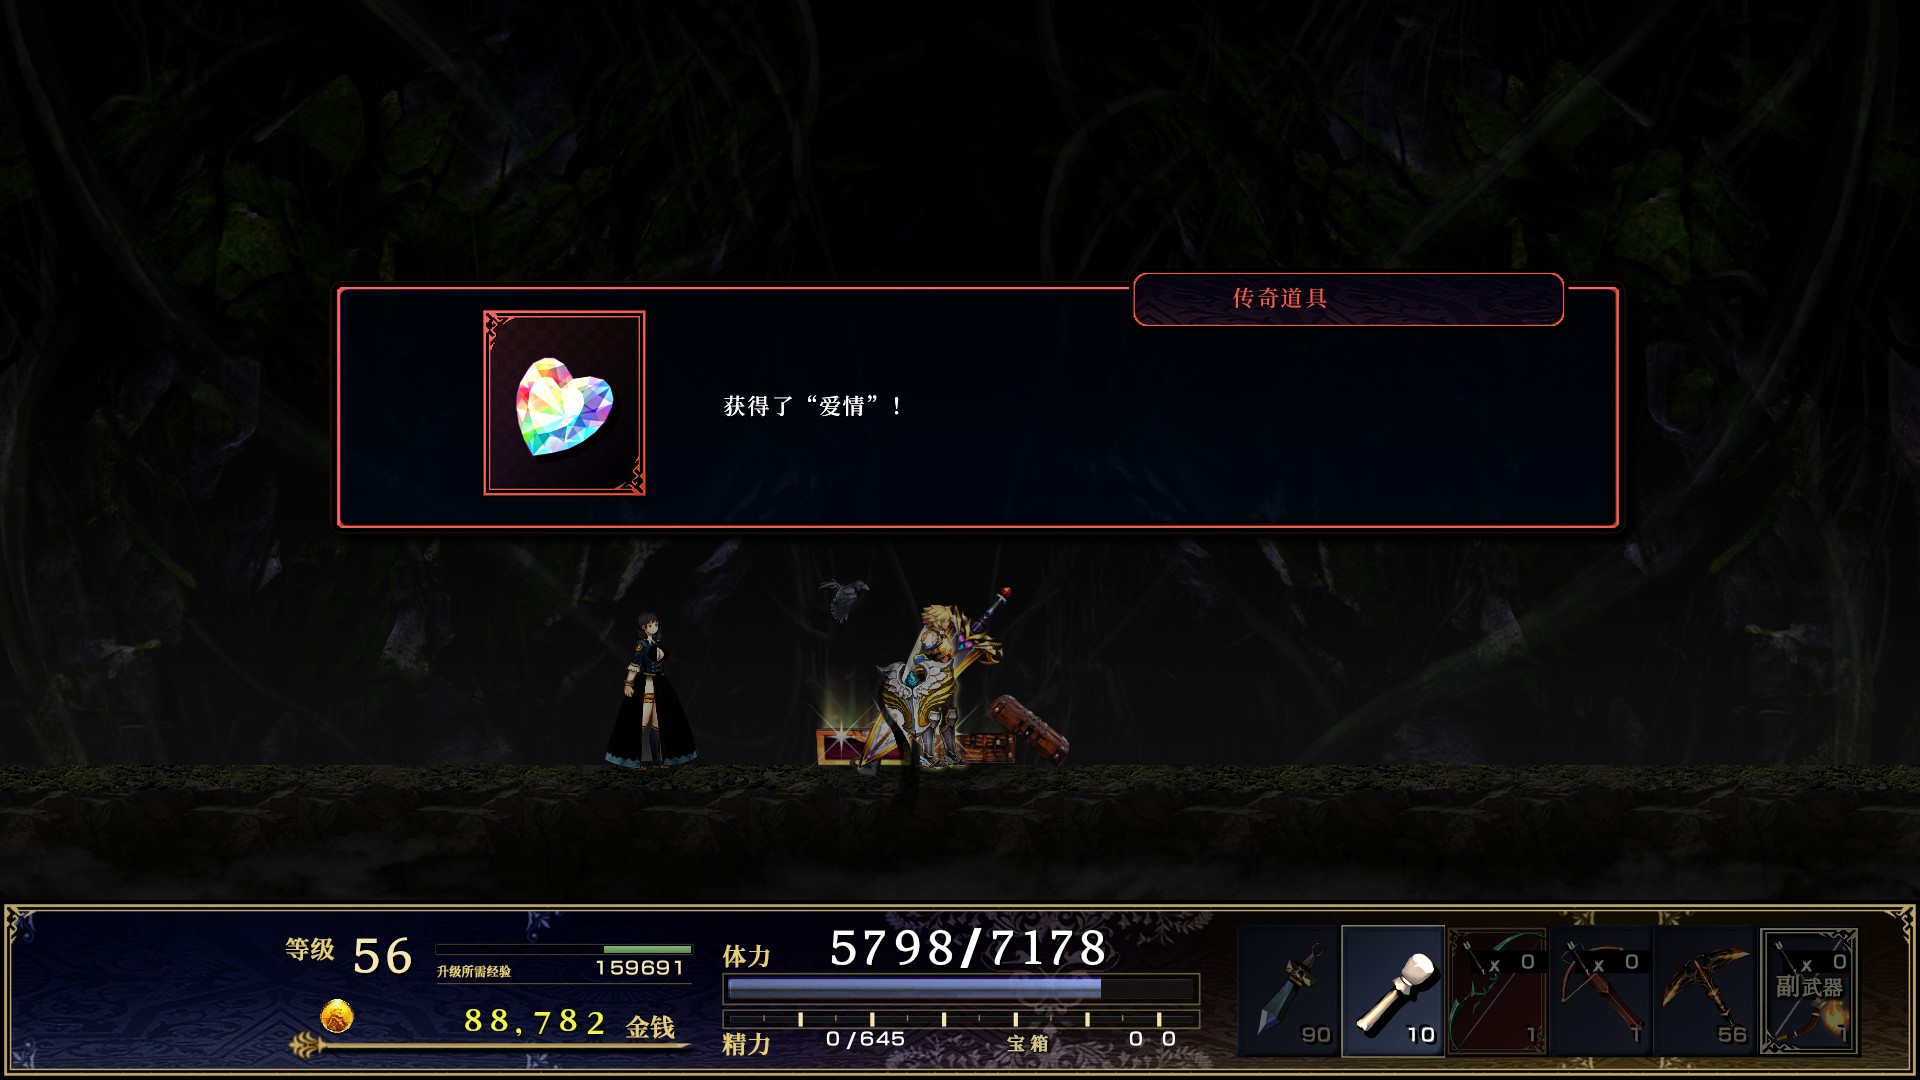 传奇道具
获得了“爱情”！
等级 56
升级所需经验 159691
88,782 金钱
体力 5798/7178
精力 0/645 宝箱 0 0
90
10
x 0
1
x 0
1
56
x 0
副武器
1